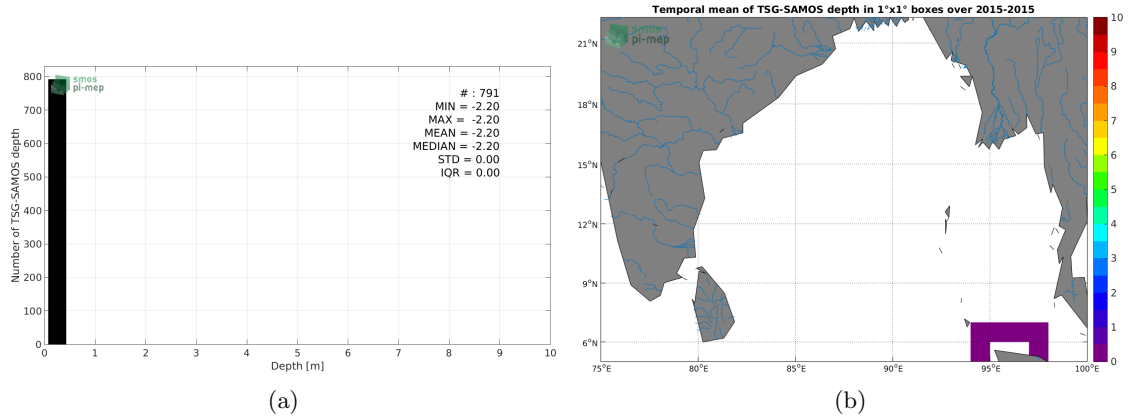 smos
pi-mep
# : 791
MIN = -2.20
MAX = -2.20
MEAN = -2.20
MEDIAN = -2.20
STD = 0.00
IQR = 0.00
800
700
600
500
400
300
200
100
0
Number of TSG-SAMOS depth
0 1 2 3 4 5 6 7 8 9 10
Depth [m]
(a)
Temporal mean of TSG-SAMOS depth in 1°x1° boxes over 2015-2015
smos
pi-mep
21°N
18°N
15°N
12°N
9°N
6°N
75°E 80°E 85°E 90°E 95°E 100°E
10
9
8
7
6
5
4
3
2
1
0
(b)